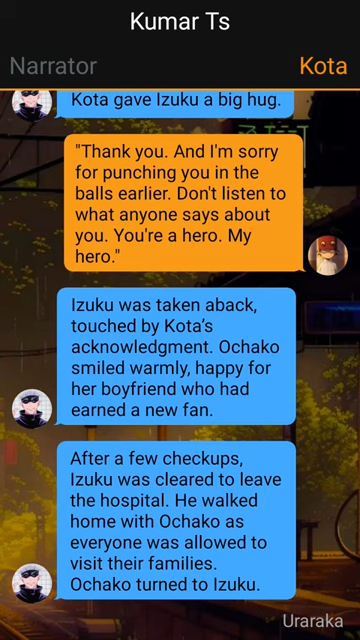 Kumar Ts
Narrator
Kota
Kota gave Izuku a big hug.
"Thank you. And I'm sorry
for punching you in the
balls earlier. Don't listen to
what anyone says about
you. You're a hero. My
hero."
Izuku was taken aback,
touched by Kota's
acknowledgment. Ochako
smiled warmly, happy for
her boyfriend who had
earned a new fan.
After a few checkups,
Izuku was cleared to leave
the hospital. He walked
home with Ochako as
everyone was allowed to
visit their families.
Ochako turned to Izuku.
Uraraka